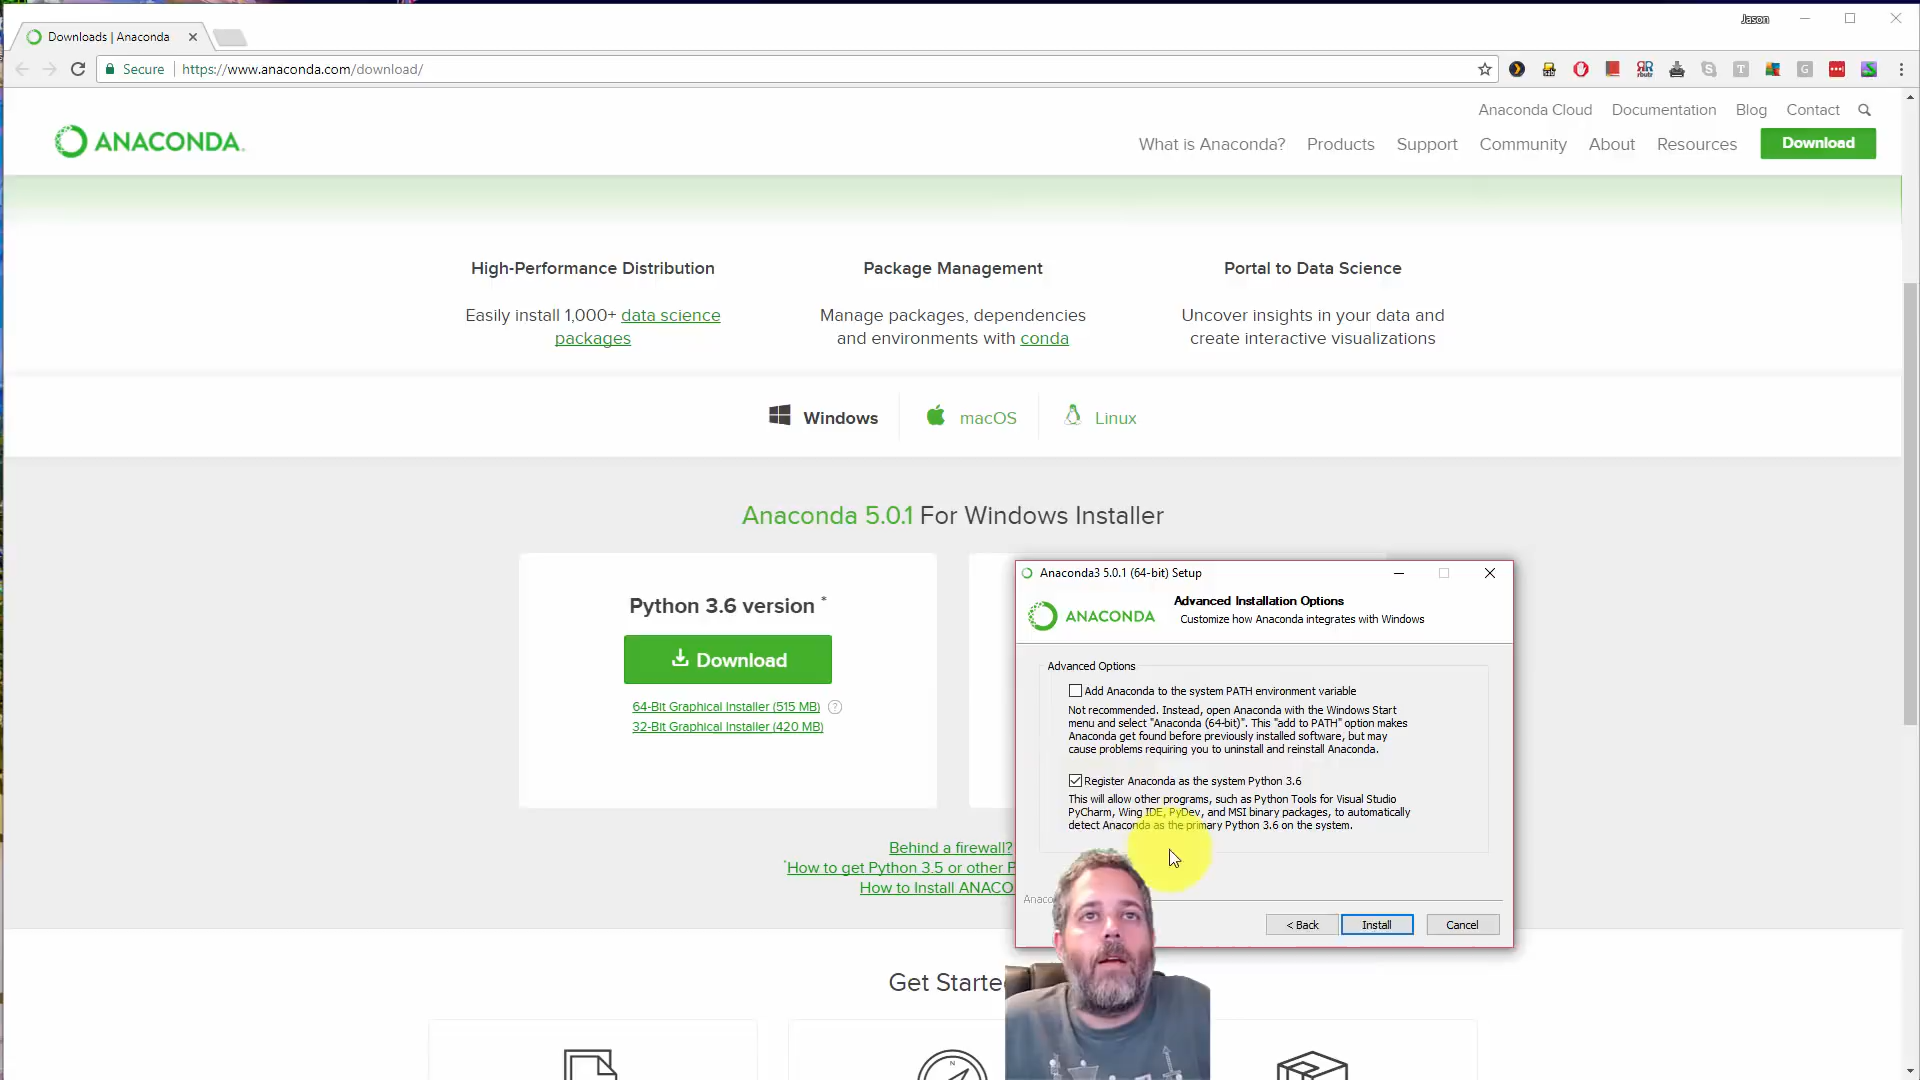 Jason
Downloads | Anaconda
Secure
https://www.anaconda.com/download/
Anaconda Cloud
Documentation
Blog
Contact
ANACONDA.
What is Anaconda?
Products
Support
Community
About
Resources
Download
High-Performance Distribution
Easily install 1,000+ data science
packages
Package Management
Manage packages, dependencies
and environments with conda
Portal to Data Science
Uncover insights in your data and
create interactive visualizations
Windows
macOS
Linux
Anaconda 5.0.1 For Windows Installer
Python 3.6 version *
Download
64-Bit Graphical Installer (515 MB) ?
32-Bit Graphical Installer (420 MB)
Behind a firewall?
*How to get Python 3.5 or other P
How to Install ANACO
Get Starte
Anaconda3 5.0.1 (64-bit) Setup
ANACONDA
Advanced Installation Options
Customize how Anaconda integrates with Windows
Advanced Options
Add Anaconda to the system PATH environment variable
Not recommended. Instead, open Anaconda with the Windows Start
menu and select "Anaconda (64-bit)". This "add to PATH" option makes
Anaconda get found before previously installed software, but may
cause problems requiring you to uninstall and reinstall Anaconda.
Register Anaconda as the system Python 3.6
This will allow other programs, such as Python Tools for Visual Studio
PyCharm, Wing IDE, PyDev, and MSI binary packages, to automatically
detect Anaconda as the primary Python 3.6 on the system.
Anaco
< Back
Install
Cancel